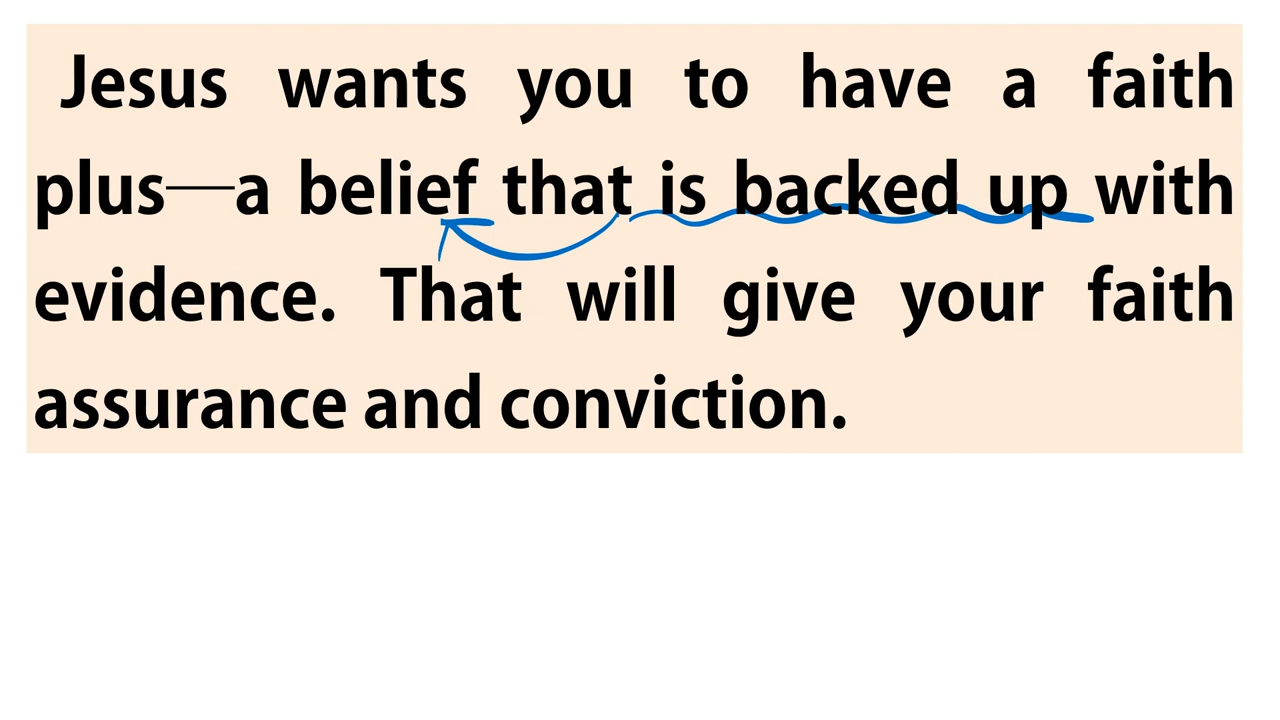 Jesus wants you to have a faith
plus—a belief that is backed up with
evidence. That will give your faith
assurance and conviction.